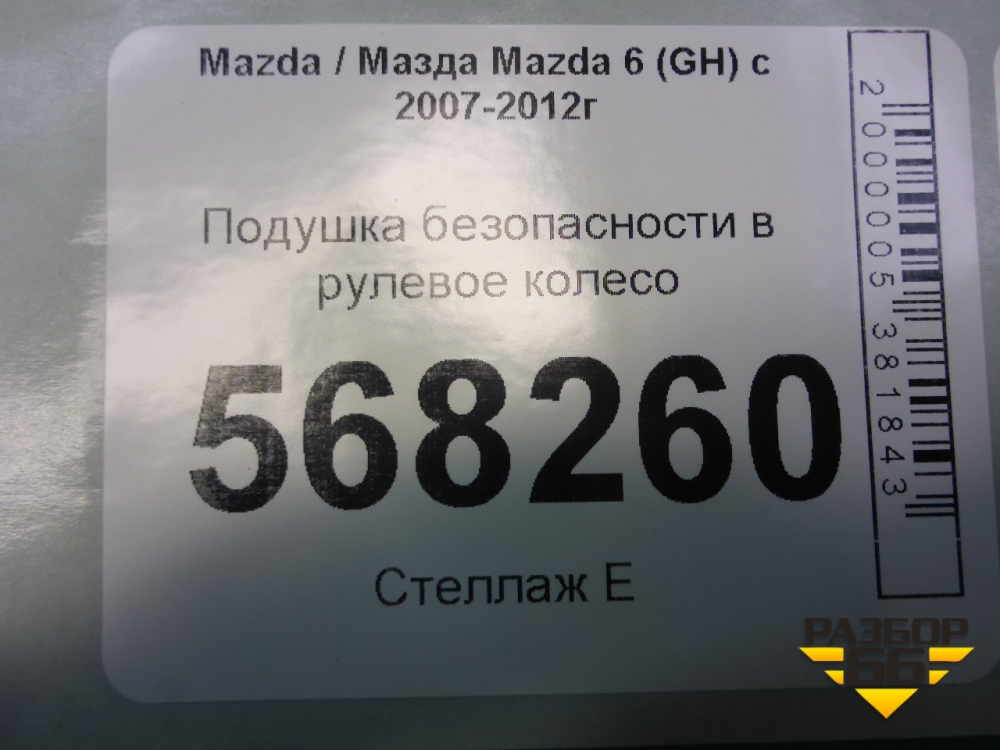 Mazda / Мазда Mazda 6 (GH) с
2007-2012г
Подушка безопасности в
рулевое колесо
568260
Стеллаж Е
2000005381843
РАЗБОР
66